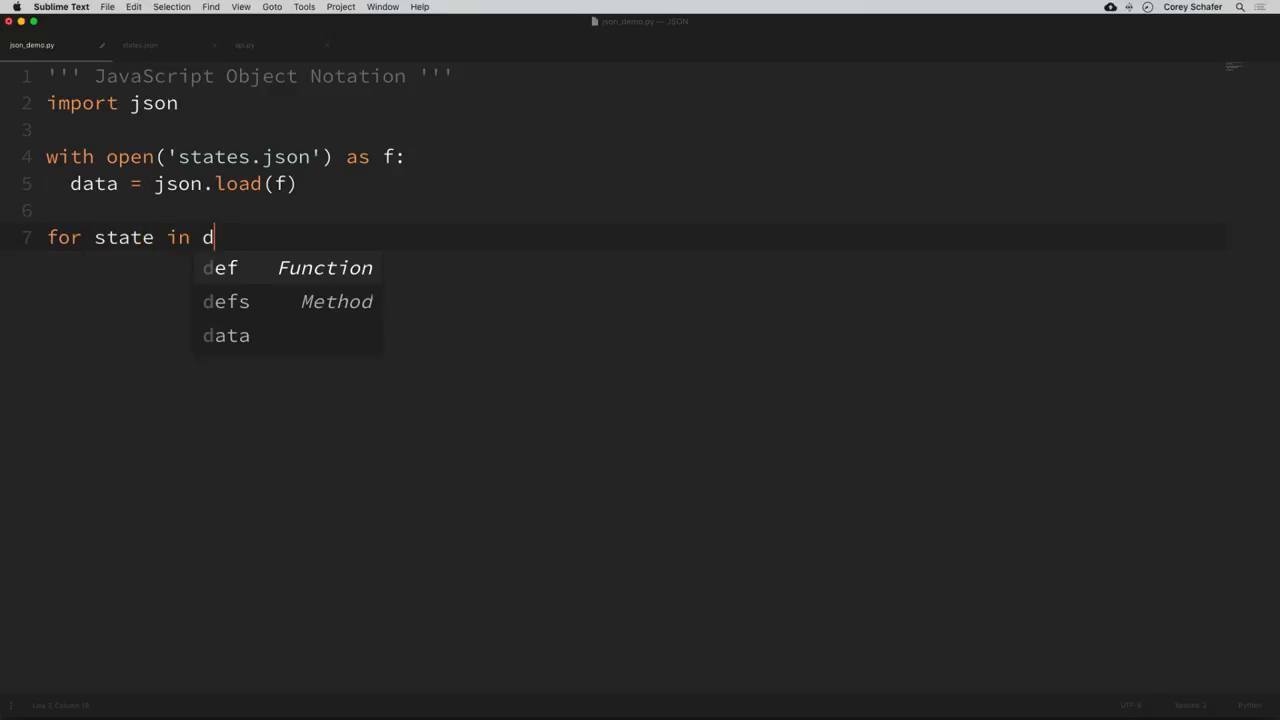 Sublime Text File Edit Selection Find View Goto Tools Project Window Help Corey Schafer
json_demo.py — JSON
json_demo.py states.json api.py
1 ''' JavaScript Object Notation '''
2 import json
3
4 with open('states.json') as f:
5 data = json.load(f)
6
7 for state in d
def Function
defs Method
data
Line 7, Column 15
UTF-8 Spaces: 2 Python